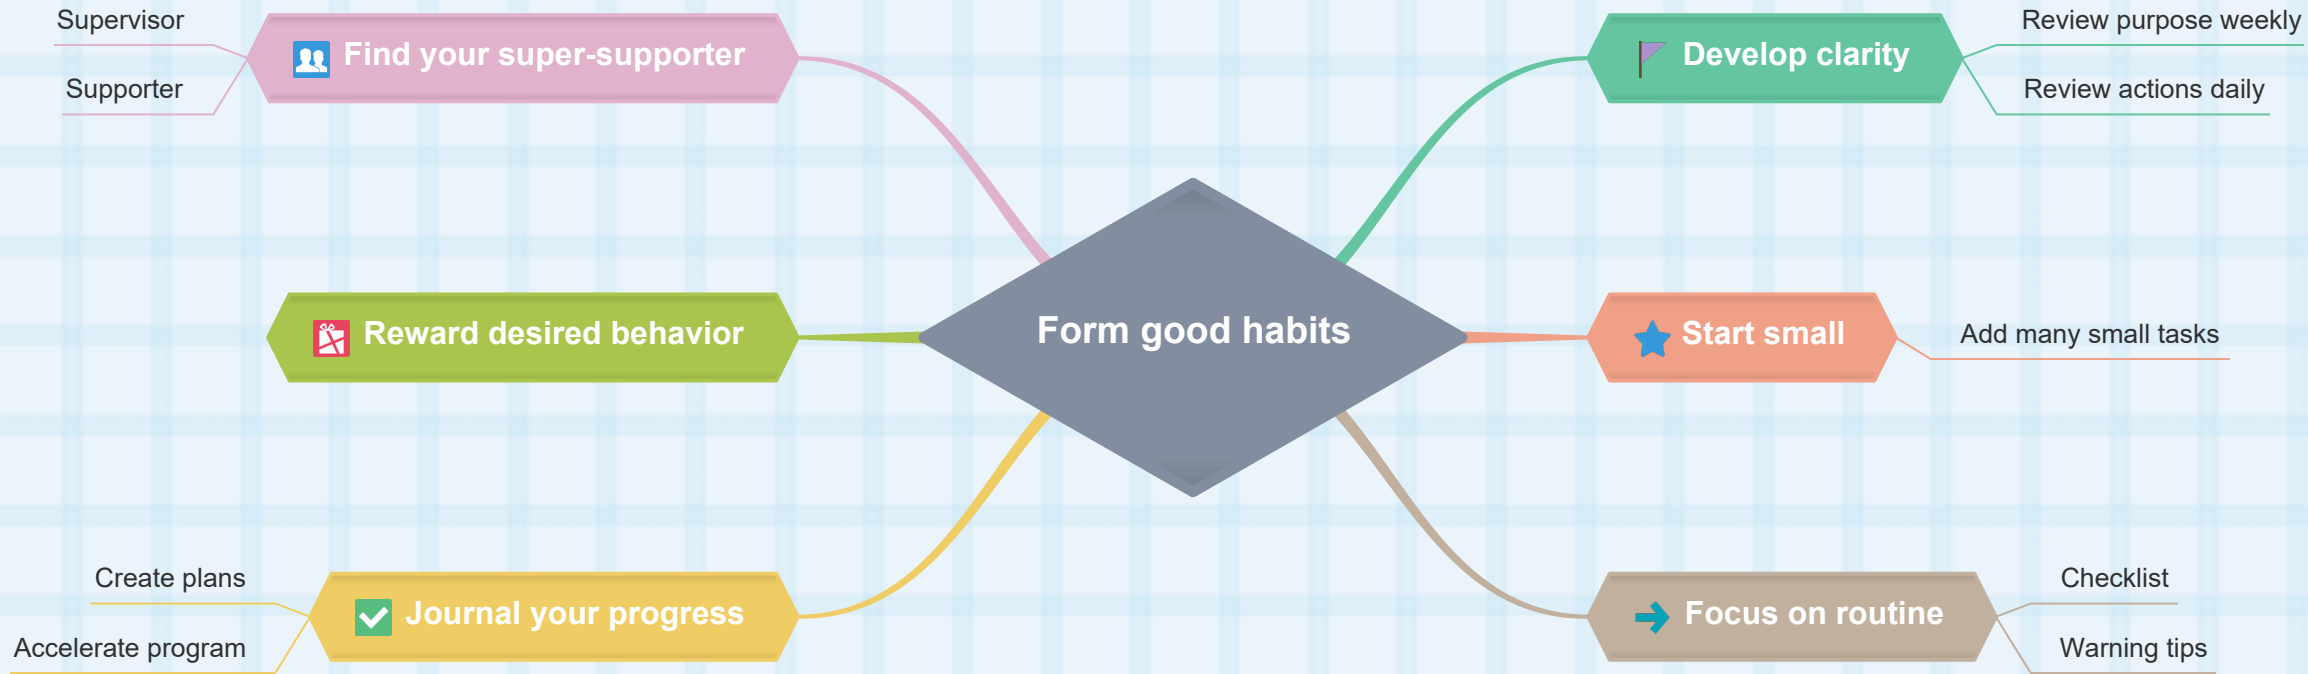 Supervisor
Supporter
Find your super-supporter
Reward desired behavior
Create plans
Accelerate program
Journal your progress
Form good habits
Develop clarity
Review purpose weekly
Review actions daily
Start small
Add many small tasks
Focus on routine
Checklist
Warning tips